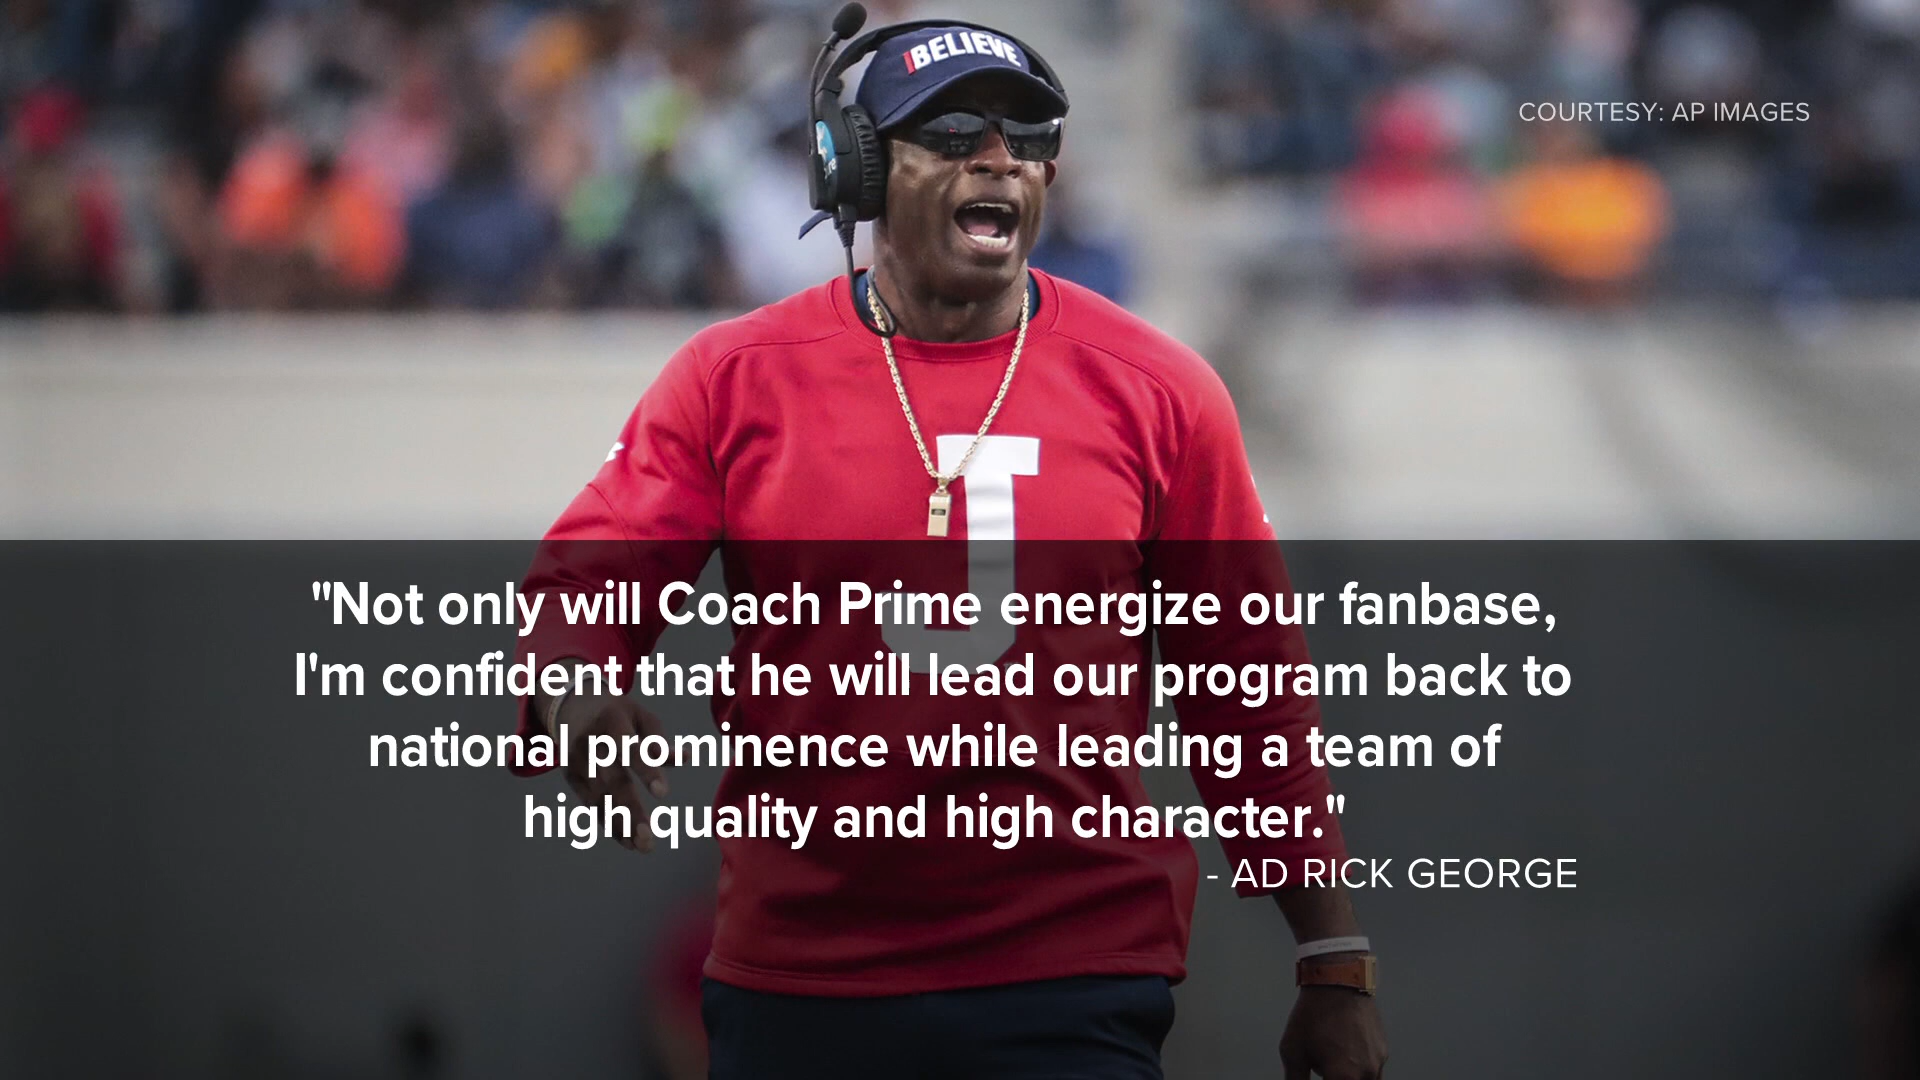 IBELIEVE
COURTESY: AP IMAGES
J
"Not only will Coach Prime energize our fanbase,
I'm confident that he will lead our program back to
national prominence while leading a team of
high quality and high character."
- AD RICK GEORGE